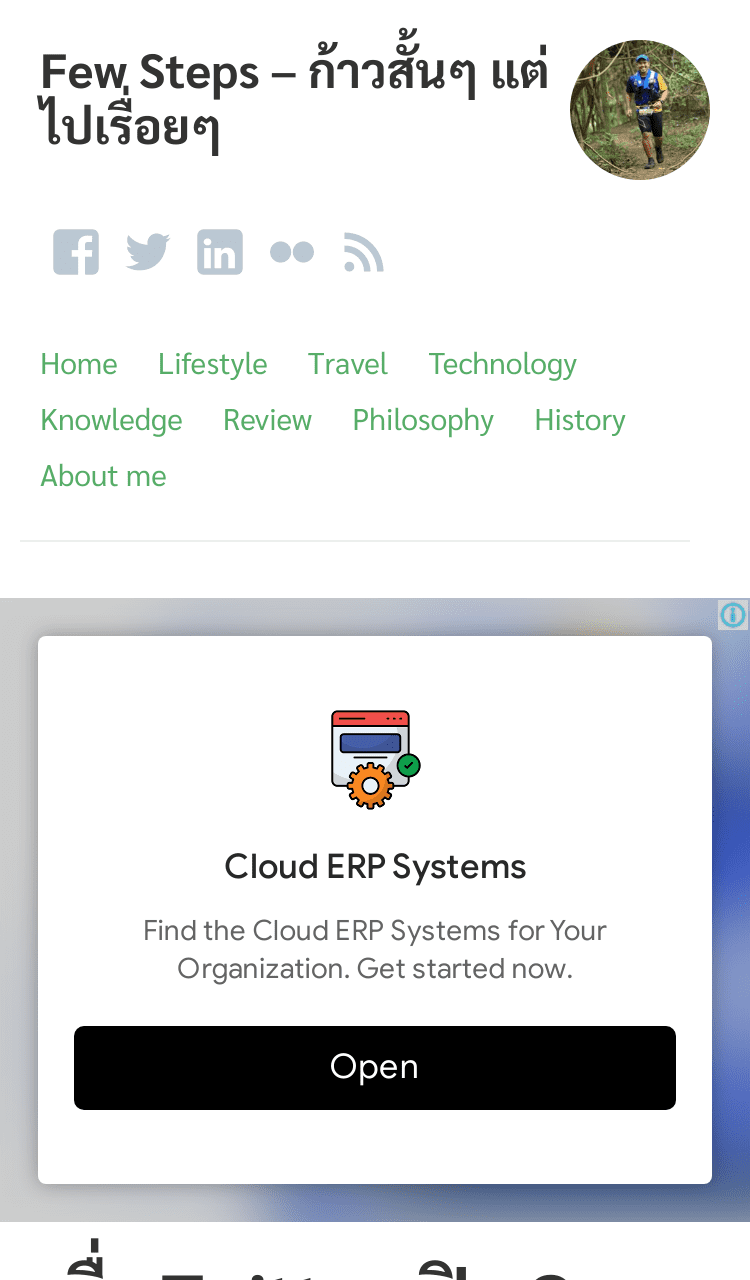 Few Steps – ก้าวสั้นๆ แต่
ไปเรื่อยๆ
Home Lifestyle Travel Technology
Knowledge Review Philosophy History
About me
Cloud ERP Systems
Find the Cloud ERP Systems for Your
Organization. Get started now.
Open